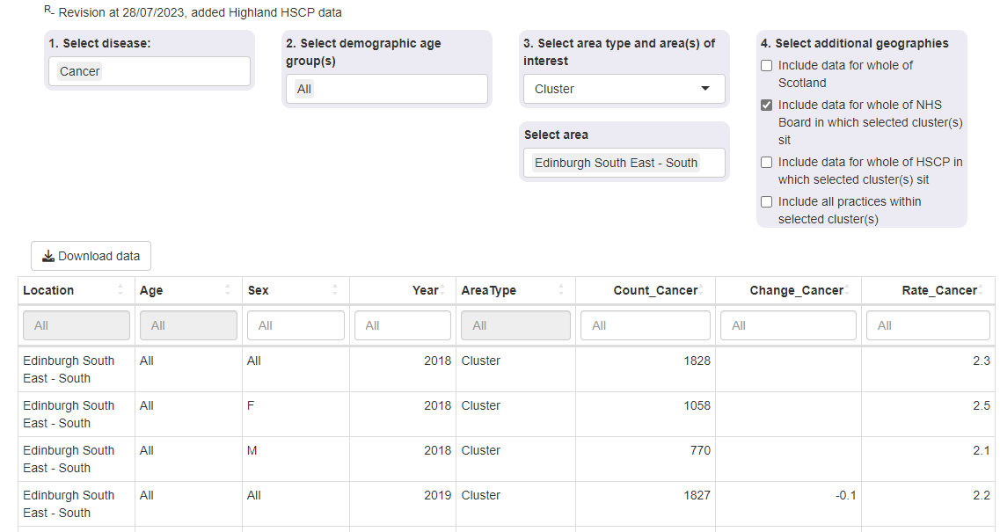 R- Revision at 28/07/2023, added Highland HSCP data
1. Select disease:
Cancer
2. Select demographic age
group(s)
All
3. Select area type and area(s) of
interest
Cluster
Select area
Edinburgh South East - South
4. Select additional geographies
Include data for whole of
Scotland
Include data for whole of NHS
Board in which selected cluster(s)
sit
Include data for whole of HSCP in
which selected cluster(s) sit
Include all practices within
selected cluster(s)
Download data
Location Age Sex Year AreaType Count_Cancer Change_Cancer Rate_Cancer
All All All All All All All All
Edinburgh South All All 2018 Cluster 1828 2.3
East - South
Edinburgh South All F 2018 Cluster 1058 2.5
East - South
Edinburgh South All M 2018 Cluster 770 2.1
East - South
Edinburgh South All All 2019 Cluster 1827 -0.1 2.2
East - South